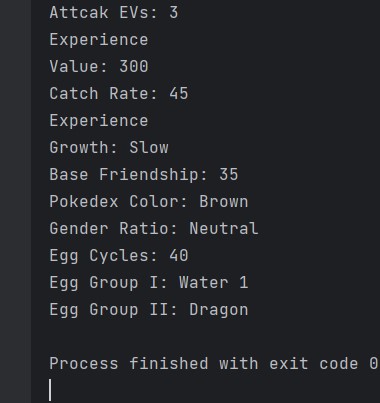 Attcak EVs: 3
Experience
Value: 300
Catch Rate: 45
Experience
Growth: Slow
Base Friendship: 35
Pokedex Color: Brown
Gender Ratio: Neutral
Egg Cycles: 40
Egg Group I: Water 1
Egg Group II: Dragon
Process finished with exit code 0